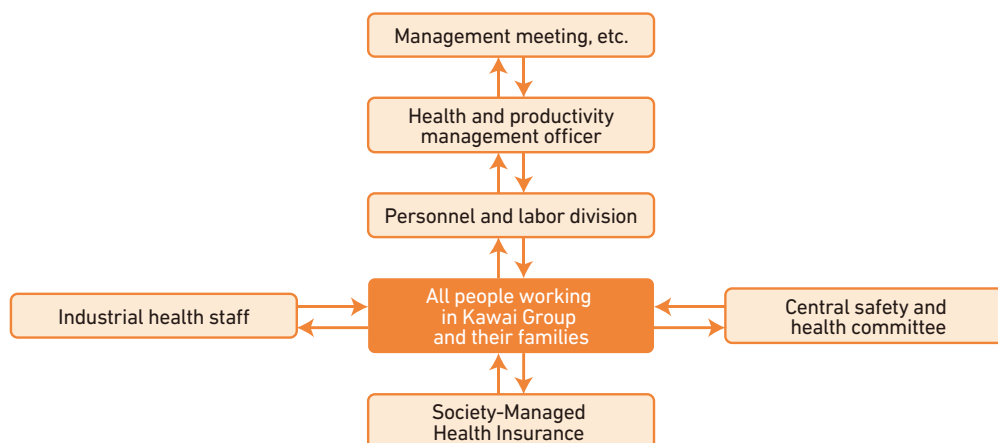 Management meeting, etc.
Health and productivity
management officer
Personnel and labor division
Industrial health staff
All people working
in Kawai Group
and their families
Central safety and
health committee
Society-Managed
Health Insurance